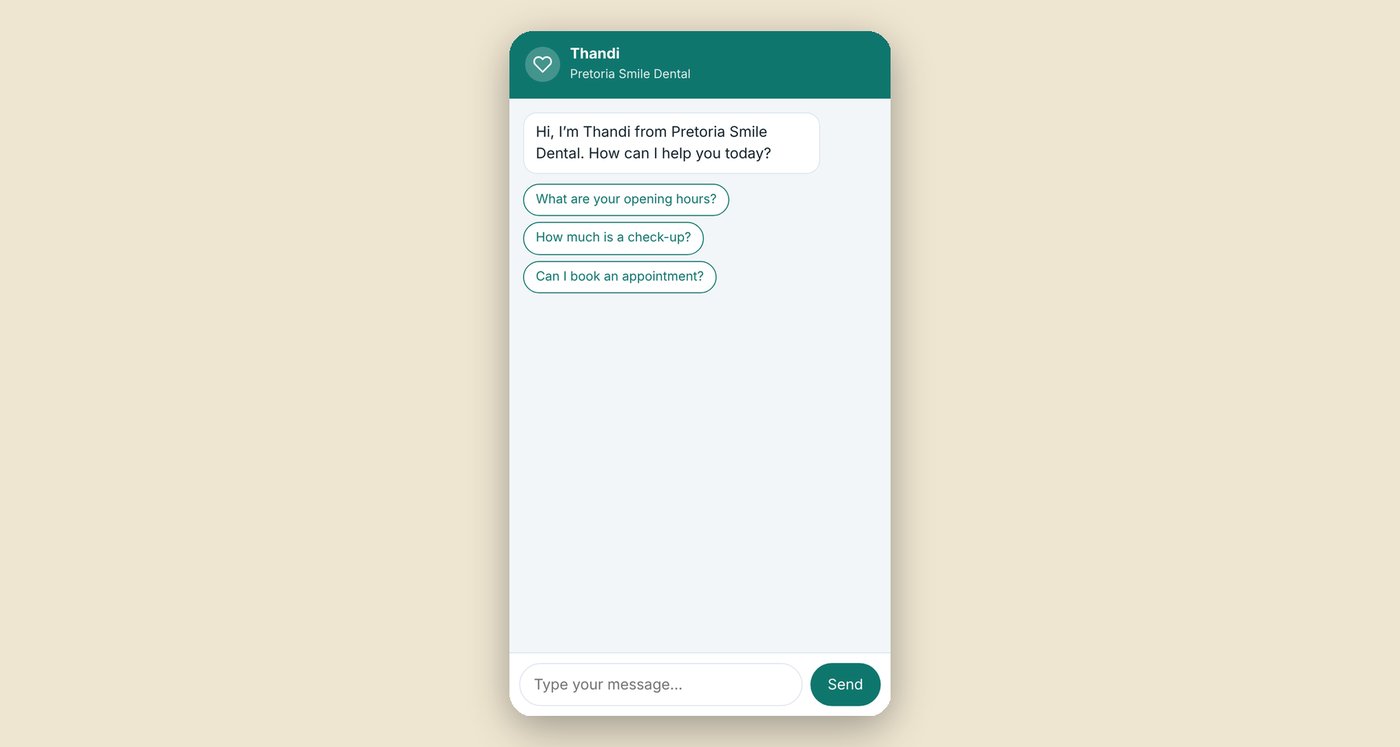 Thandi
Pretoria Smile Dental
Hi, I’m Thandi from Pretoria Smile
Dental. How can I help you today?
What are your opening hours?
How much is a check-up?
Can I book an appointment?
Type your message...
Send